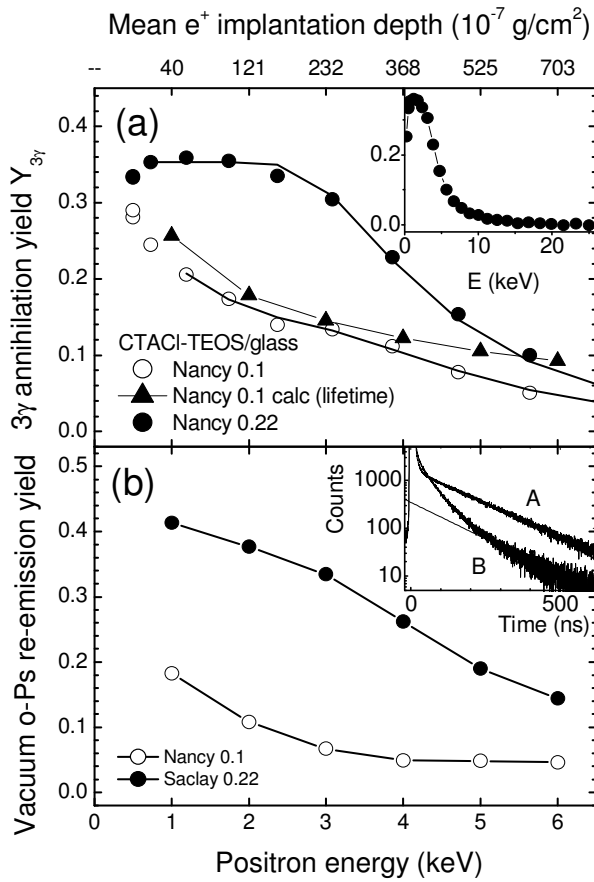 Mean e⁺ implantation depth (10⁻⁷ g/cm²)
-- 40 121 232 368 525 703
(a)
3γ annihilation yield Y₃γ
0.4
0.3
0.2
0.1
0.0
0.2
0.0
0 10 20
E (keV)
CTACl-TEOS/glass
Nancy 0.1
Nancy 0.1 calc (lifetime)
Nancy 0.22
(b)
Vacuum o-Ps re-emission yield
0.5
0.4
0.3
0.2
0.1
0.0
Counts
1000
100
10
A
B
0 500
Time (ns)
Nancy 0.1
Saclay 0.22
0 1 2 3 4 5 6
Positron energy (keV)